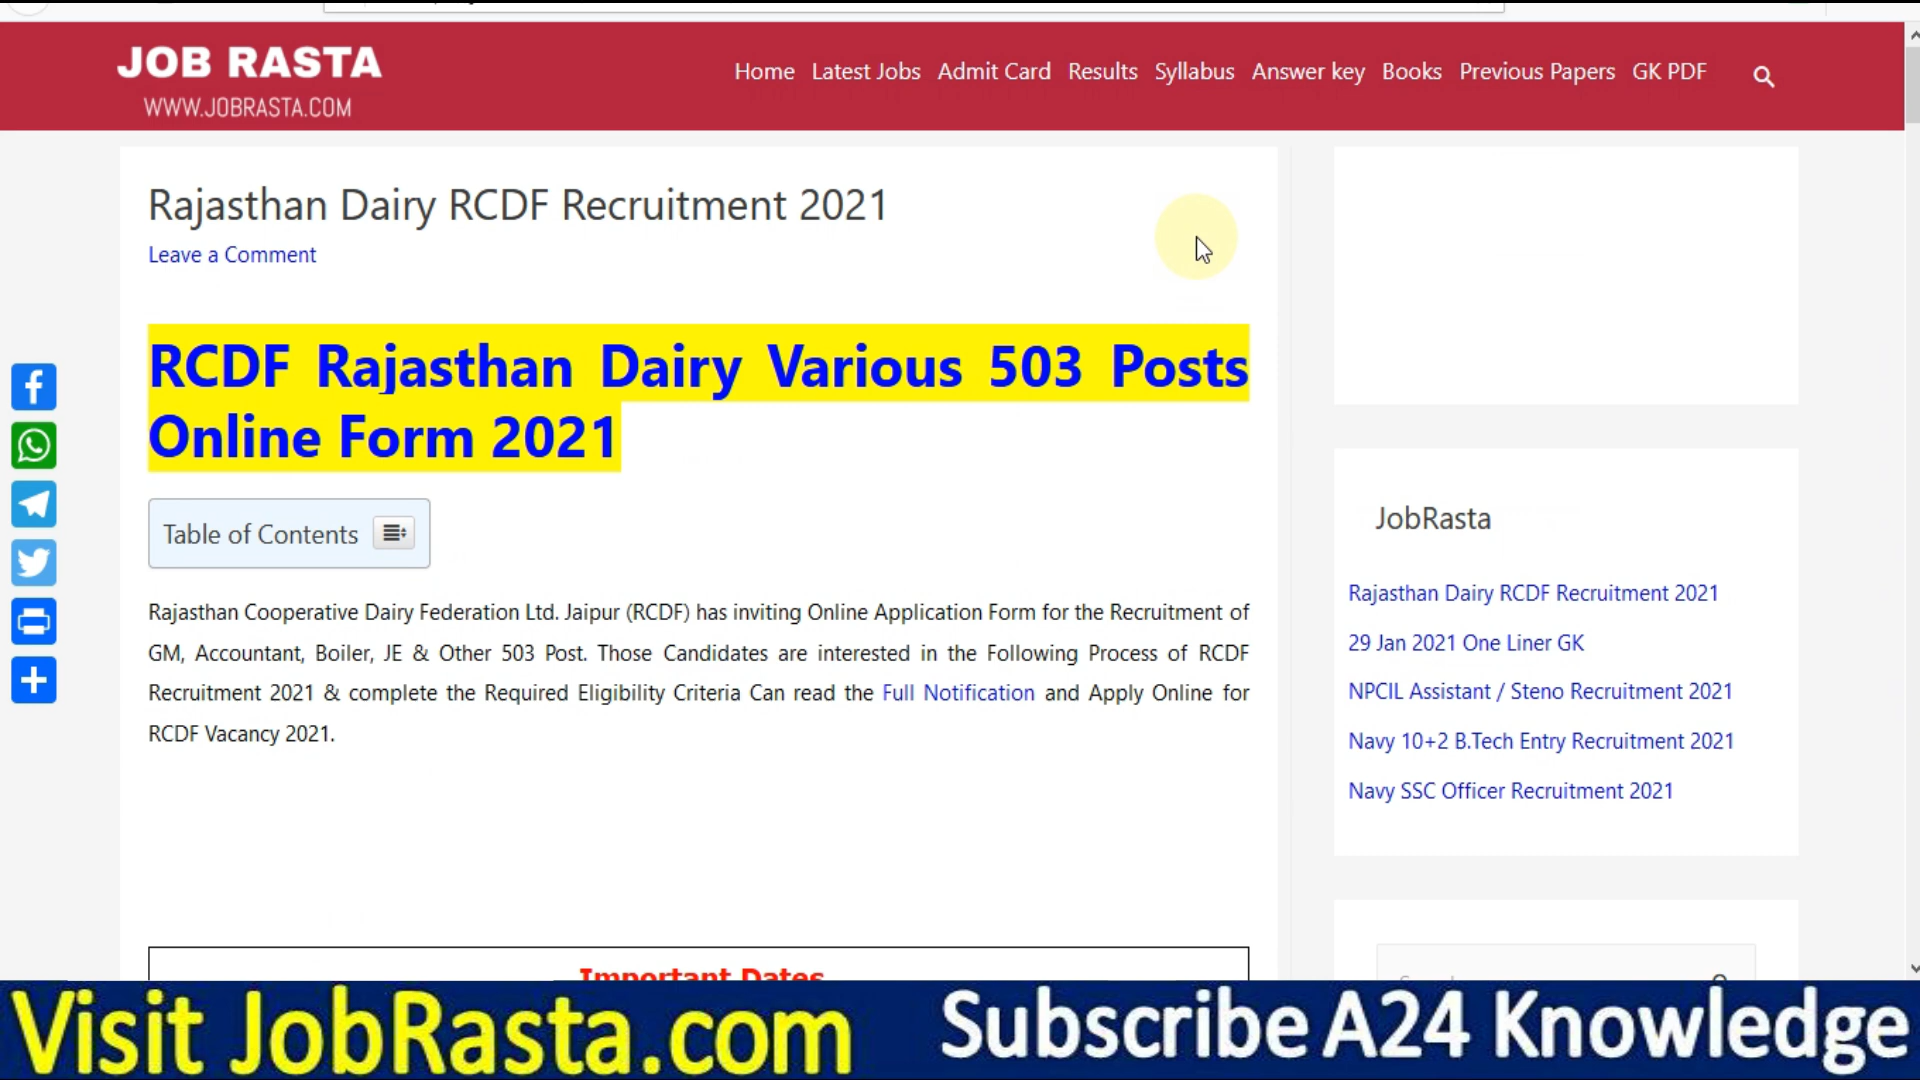 JOB RASTA
WWW.JOBRASTA.COM
Home Latest Jobs Admit Card Results Syllabus Answer key Books Previous Papers GK PDF
Rajasthan Dairy RCDF Recruitment 2021
Leave a Comment
RCDF Rajasthan Dairy Various 503 Posts
Online Form 2021
Table of Contents
Rajasthan Cooperative Dairy Federation Ltd. Jaipur (RCDF) has inviting Online Application Form for the Recruitment of
GM, Accountant, Boiler, JE & Other 503 Post. Those Candidates are interested in the Following Process of RCDF
Recruitment 2021 & complete the Required Eligibility Criteria Can read the Full Notification and Apply Online for
RCDF Vacancy 2021.
Important Dates
JobRasta
Rajasthan Dairy RCDF Recruitment 2021
29 Jan 2021 One Liner GK
NPCIL Assistant / Steno Recruitment 2021
Navy 10+2 B.Tech Entry Recruitment 2021
Navy SSC Officer Recruitment 2021
Visit JobRasta.com
Subscribe A24 Knowledge